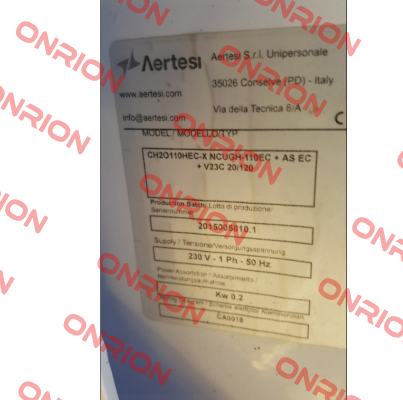 Aertesi
Aertesi S.r.l. Unipersonale
35026 Conselve (PD) - Italy
www.aertesi.com
Via della Tecnica 6/A
info@aertesi.com
MODEL / MODELLO/TYP
CH2O110HEC-X NCUGH-110EC + AS EC
+ V23C 20/120
Production Batch/ Lotto di produzione/
Seriennummer
2015005010.1
Supply / Tensione/Versorgungsspannung
230 V - 1 Ph - 50 Hz
Power Absorption / Assorbimento /
Kw 0,2
CA0018
ONRION
ONRION
ONRION
ONRION
ONRION
ONRION
ONRION
ONRION
ONRION
ONRION
ONRION